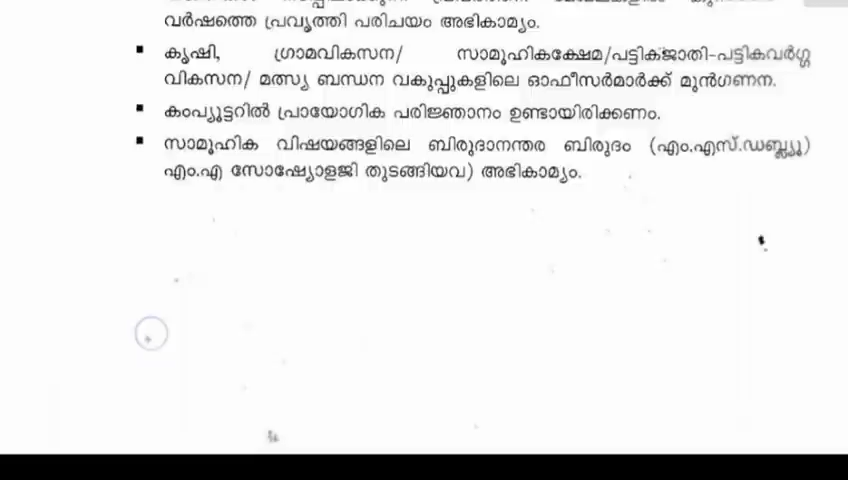 വർഷത്തെ പ്രവൃത്തി പരിചയം അഭികാമ്യം.
▪ കൃഷി, ഗ്രാമവികസന/ സാമൂഹികക്ഷേമ/പട്ടികജാതി-പട്ടികവർഗ്ഗ
വികസന/ മത്സ്യ ബന്ധന വകുപ്പുകളിലെ ഓഫീസർമാർക്ക് മുൻഗണന.
▪ കംപ്യൂട്ടറിൽ പ്രായോഗിക പരിജ്ഞാനം ഉണ്ടായിരിക്കണം.
▪ സാമൂഹിക വിഷയങ്ങളിലെ ബിരുദാനന്തര ബിരുദം (എം.എസ്.ഡബ്ല്യൂ)
എം.എ സോഷ്യോളജി തുടങ്ങിയവ) അഭികാമ്യം.